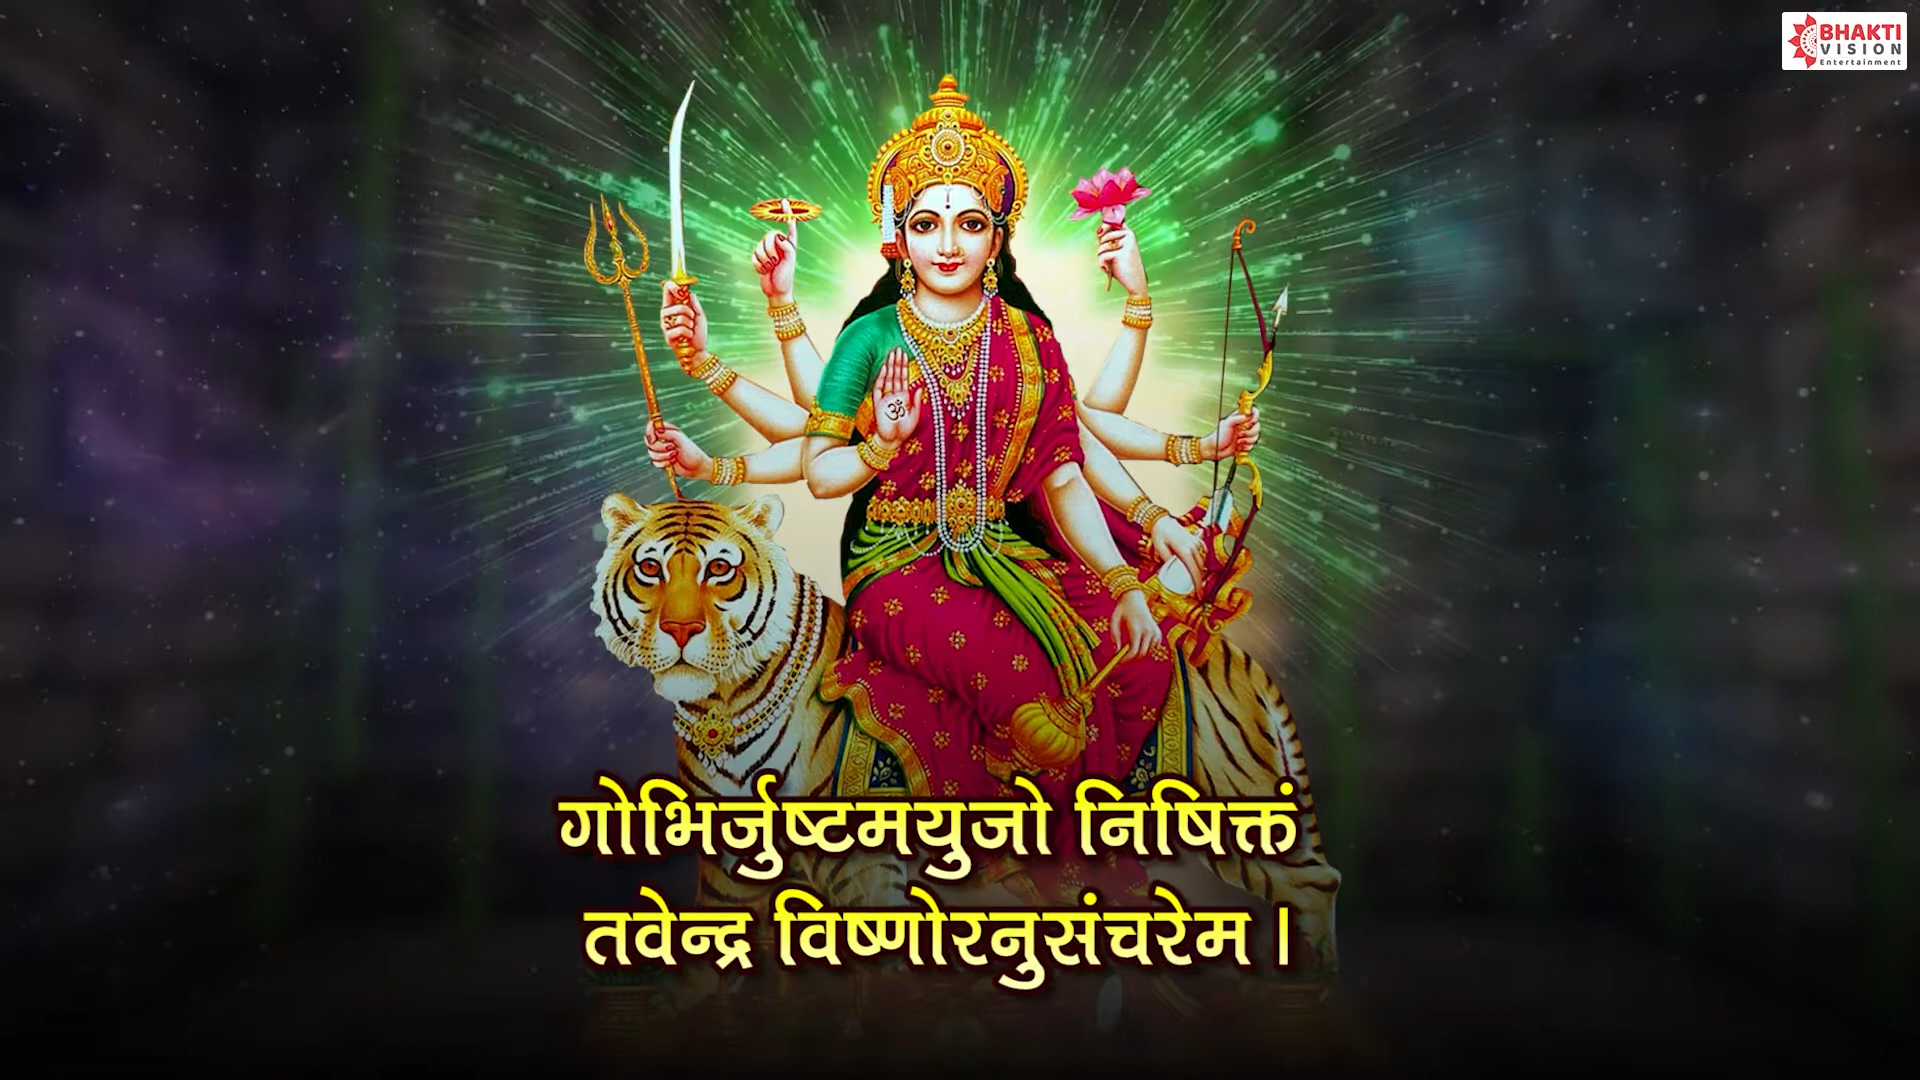 BHAKTI
VISION
Entertainment
ॐ
गोभिर्जुष्टमयुजो निषिक्तं
तवेन्द्र विष्णोरनुसंचरेम ।